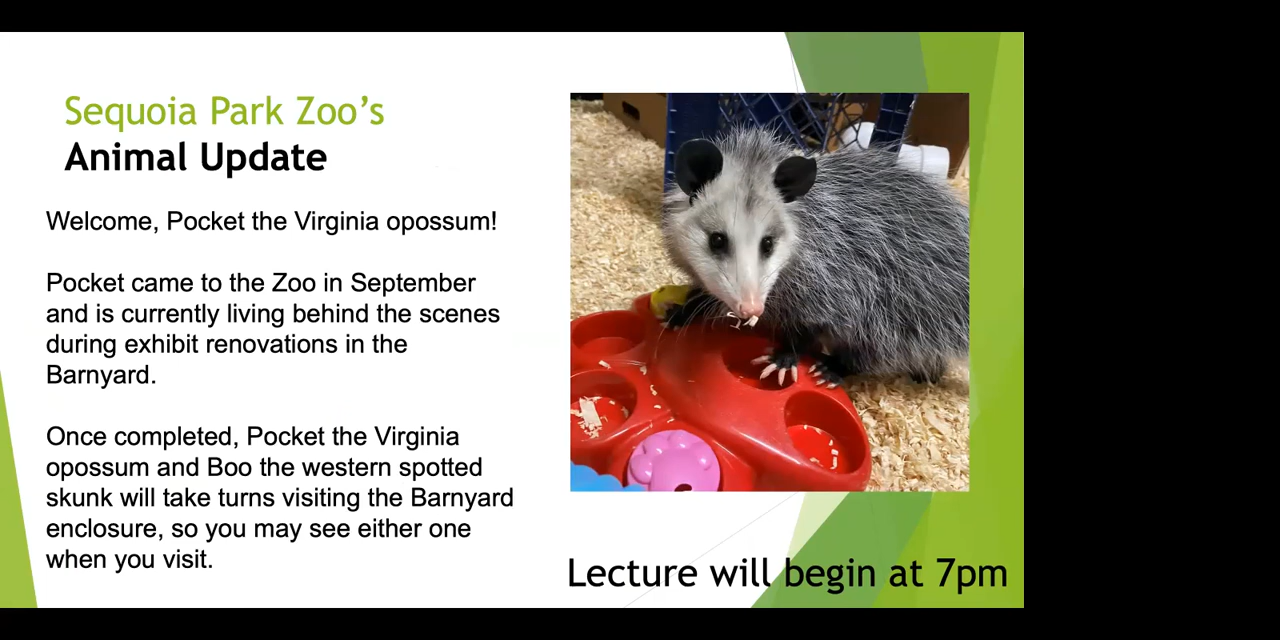 Sequoia Park Zoo’s
Animal Update
Welcome, Pocket the Virginia opossum!
Pocket came to the Zoo in September
and is currently living behind the scenes
during exhibit renovations in the
Barnyard.
Once completed, Pocket the Virginia
opossum and Boo the western spotted
skunk will take turns visiting the Barnyard
enclosure, so you may see either one
when you visit.
Lecture will begin at 7pm